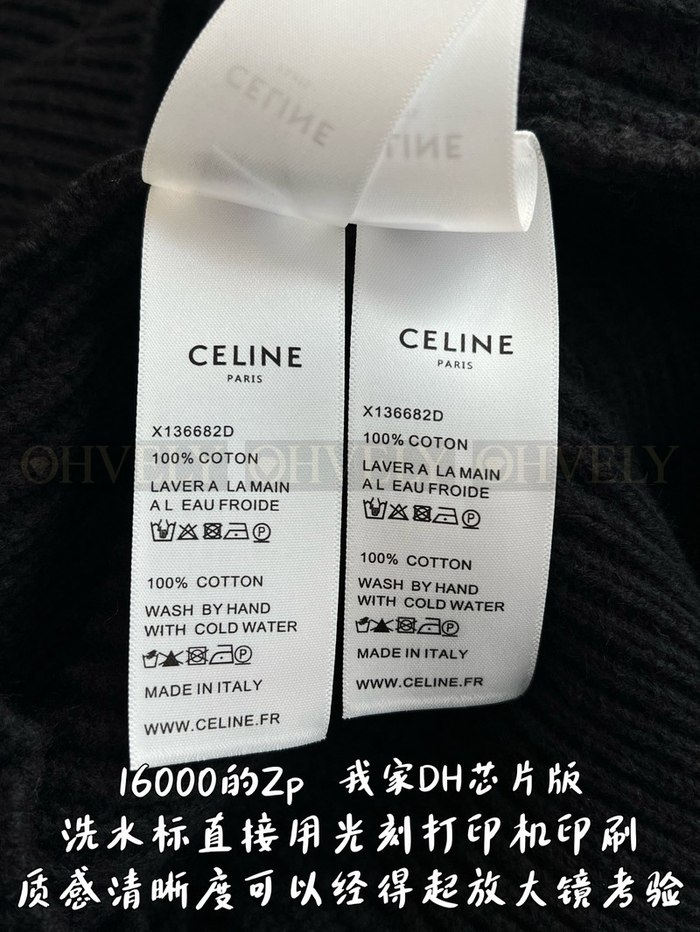 CELINE
LINE
CELINE
PARIS
X136682D
100% COTON
LAVER A LA MAIN
A L EAU FROIDE
100% COTTON
WASH BY HAND
WITH COLD WATER
MADE IN ITALY
WWW.CELINE.FR
CELINE
PARIS
X136682D
100% COTON
LAVER A LA MAIN
A L EAU FROIDE
100% COTTON
WASH BY HAND
WITH COLD WATER
MADE IN ITALY
WWW.CELINE.FR
OHVELY OHVELY OHVELY
16000的Zp 我家DH芯片版
洗水标直接用光刻打印机印刷
质感清晰度可以经得起放大镜考验